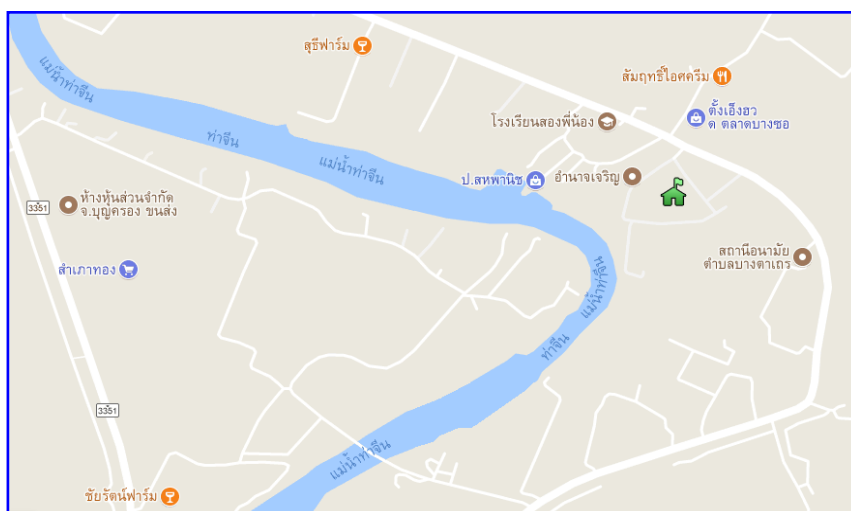 สุธีฟาร์ม
แม่น้ำท่าจีน
สัมฤทธิ์ไอศครีม
ตั้งเอ็งฮวด ตลาดบางซอ
โรงเรียนสองพี่น้อง
ท่าจีน
แม่น้ำท่าจีน
ป.สหพานิช
อำนาจเจริญ
3351
ห้างหุ้นส่วนจำกัด
จ.บุญครอง ขนส่ง
สถานีอนามัย
ตำบลบางตาเถร
สำเภาทอง
แม่น้ำท่าจีน
ท่าจีน
3351
แม่น้ำท่าจีน
ชัยรัตน์ฟาร์ม